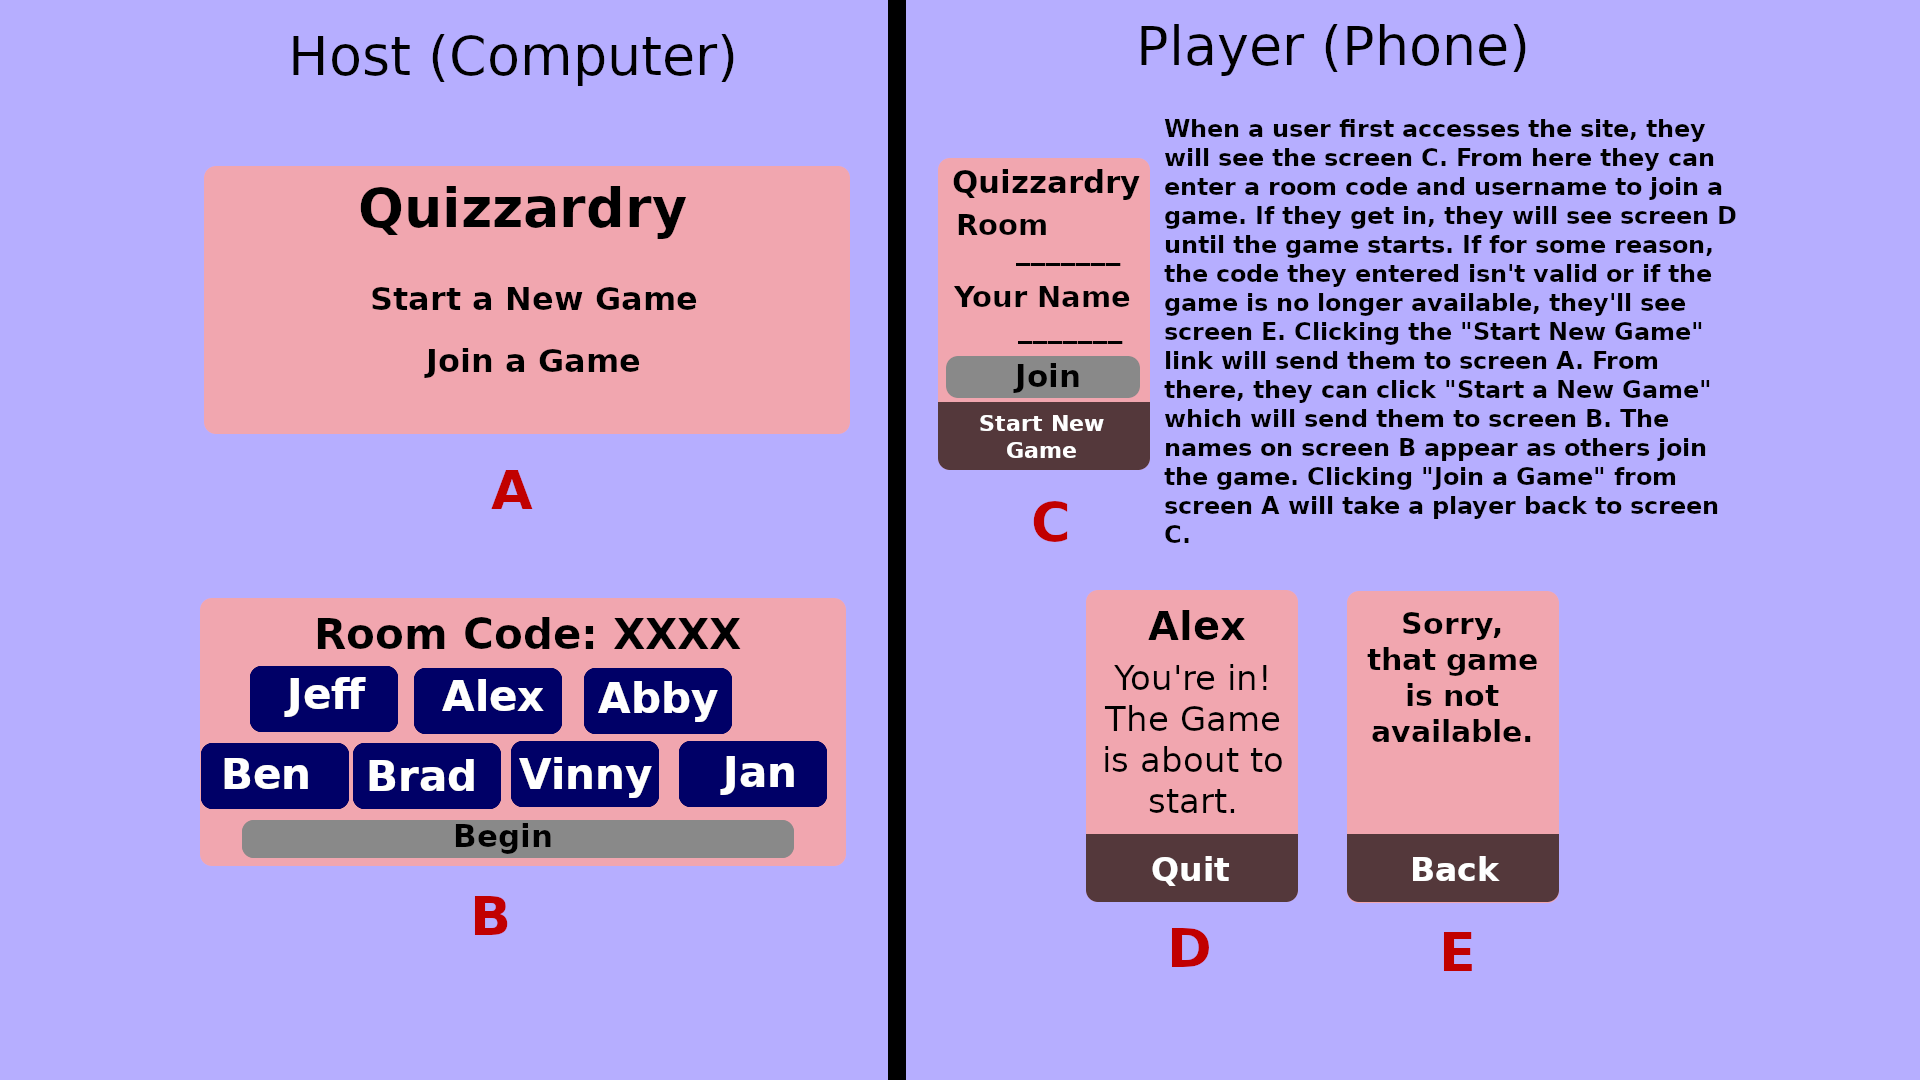 Host (Computer)
Quizzardry
Start a New Game
Join a Game
A
Room Code: XXXX
Jeff
Alex
Abby
Ben
Brad
Vinny
Jan
Begin
B
Player (Phone)
Quizzardry
Room
_______
Your Name
_______
Join
Start New
Game
C
When a user first accesses the site, they
will see the screen C. From here they can
enter a room code and username to join a
game. If they get in, they will see screen D
until the game starts. If for some reason,
the code they entered isn't valid or if the
game is no longer available, they'll see
screen E. Clicking the "Start New Game"
link will send them to screen A. From
there, they can click "Start a New Game"
which will send them to screen B. The
names on screen B appear as others join
the game. Clicking "Join a Game" from
screen A will take a player back to screen
C.
Alex
You're in!
The Game
is about to
start.
Quit
D
Sorry,
that game
is not
available.
Back
E